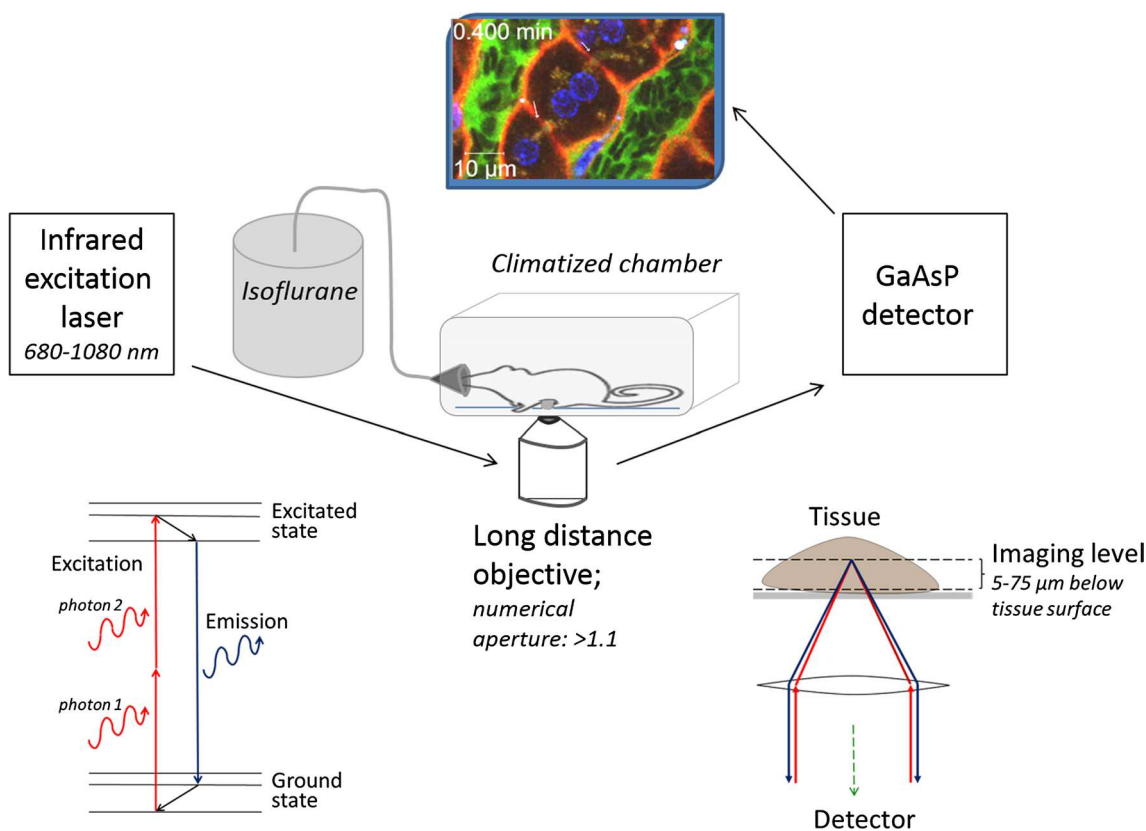 0.400 min
10 µm
Infrared
excitation
laser
680-1080 nm
Isoflurane
Climatized chamber
GaAsP
detector
Excitated
state
Excitation
photon 2
Emission
photon 1
Ground
state
Long distance
objective;
numerical
aperture: >1.1
Tissue
Imaging level
5-75 µm below
tissue surface
Detector